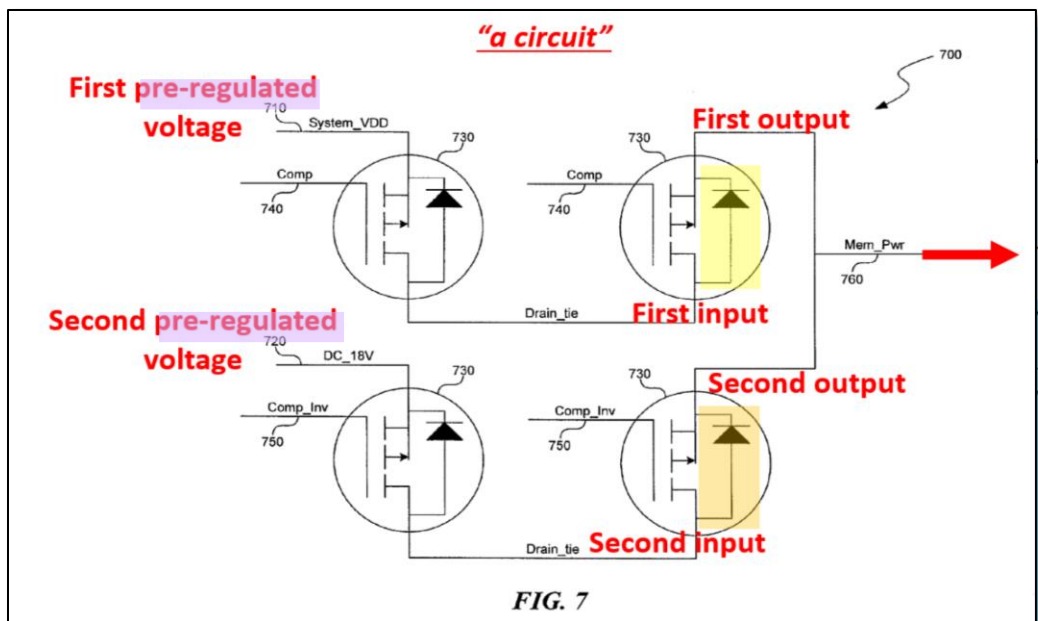 “a circuit”
700
First pre-regulated
voltage
710
System_VDD
730
730
First output
Comp
740
Comp
740
Mem_Pwr
760
Drain_tie
First input
Second pre-regulated
voltage
720
DC_18V
730
730
Second output
Comp_Inv
750
Comp_Inv
750
Drain_tie
Second input
FIG. 7